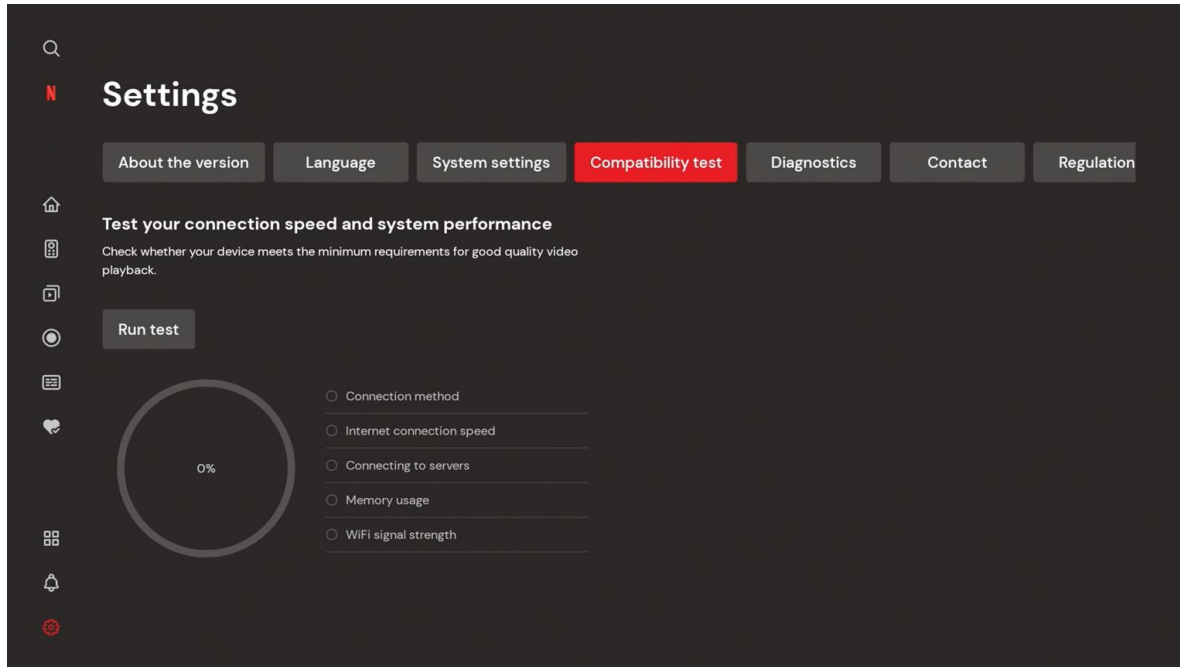 N
Settings
About the version
Language
System settings
Compatibility test
Diagnostics
Contact
Regulation
Test your connection speed and system performance
Check whether your device meets the minimum requirements for good quality video
playback.
Run test
0%
Connection method
Internet connection speed
Connecting to servers
Memory usage
WiFi signal strength